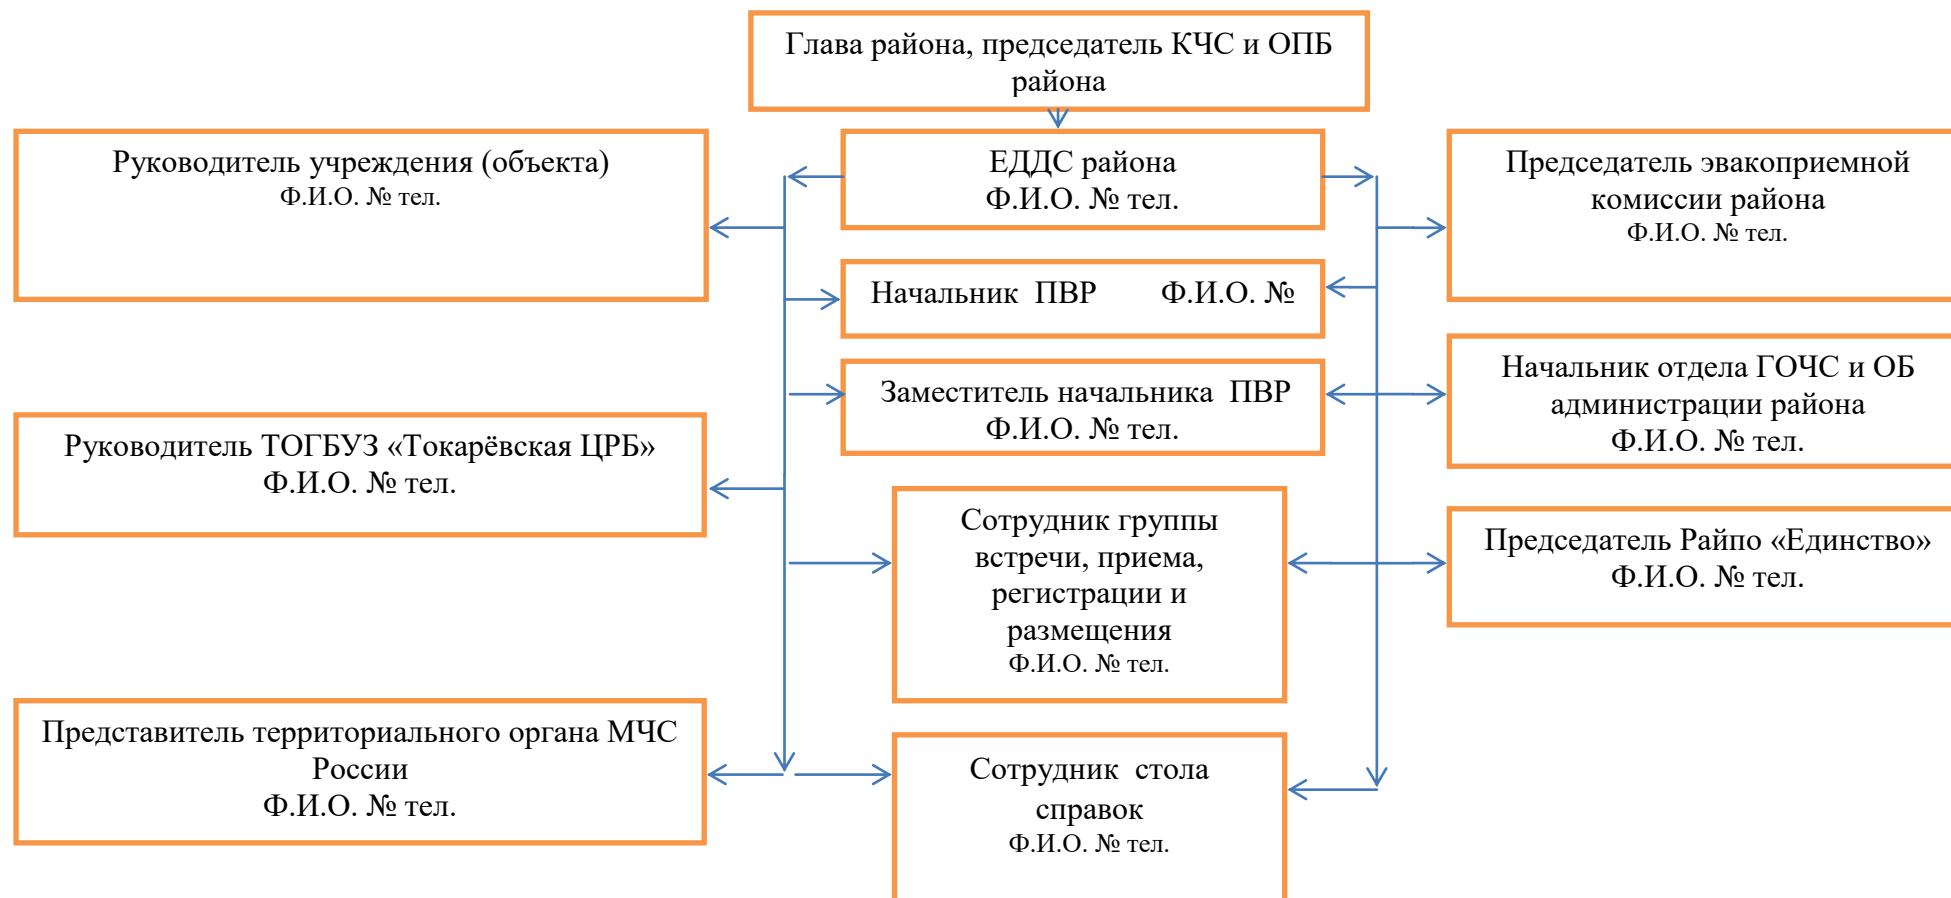 Глава района, председатель КЧС и ОПБ
района
Руководитель учреждения (объекта)
Ф.И.О. № тел.
ЕДДС района
Ф.И.О. № тел.
Председатель эвакоприемной
комиссии района
Ф.И.О. № тел.
Начальник ПВР Ф.И.О. №
Заместитель начальника ПВР
Ф.И.О. № тел.
Начальник отдела ГОЧС и ОБ
администрации района
Ф.И.О. № тел.
Руководитель ТОГБУЗ «Токарёвская ЦРБ»
Ф.И.О. № тел.
Сотрудник группы
встречи, приема,
регистрации и
размещения
Ф.И.О. № тел.
Председатель Райпо «Единство»
Ф.И.О. № тел.
Представитель территориального органа МЧС
России
Ф.И.О. № тел.
Сотрудник стола
справок
Ф.И.О. № тел.